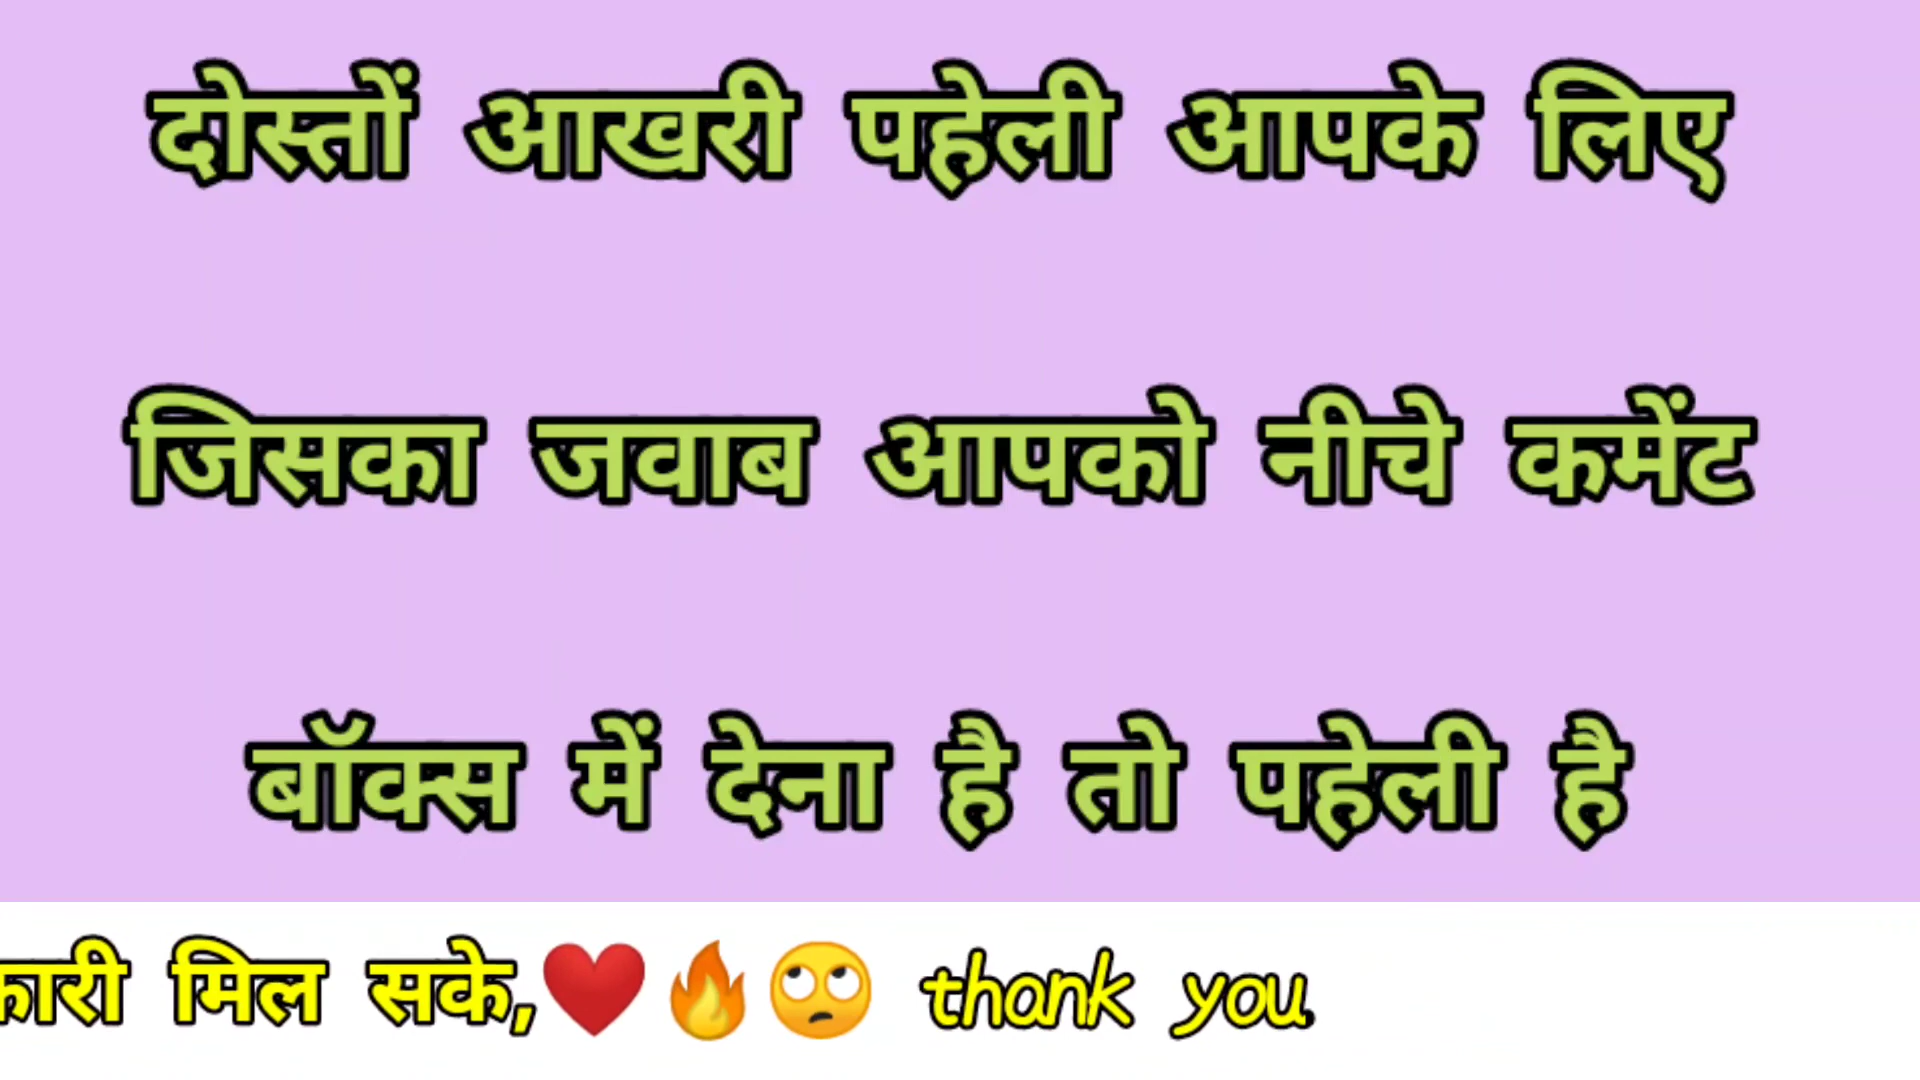 दोस्तों आखरी पहेली आपके लिए
जिसका जवाब आपको नीचे कमेंट
बॉक्स में देना है तो पहेली है
मिल सके,❤️🔥🙄 thank you